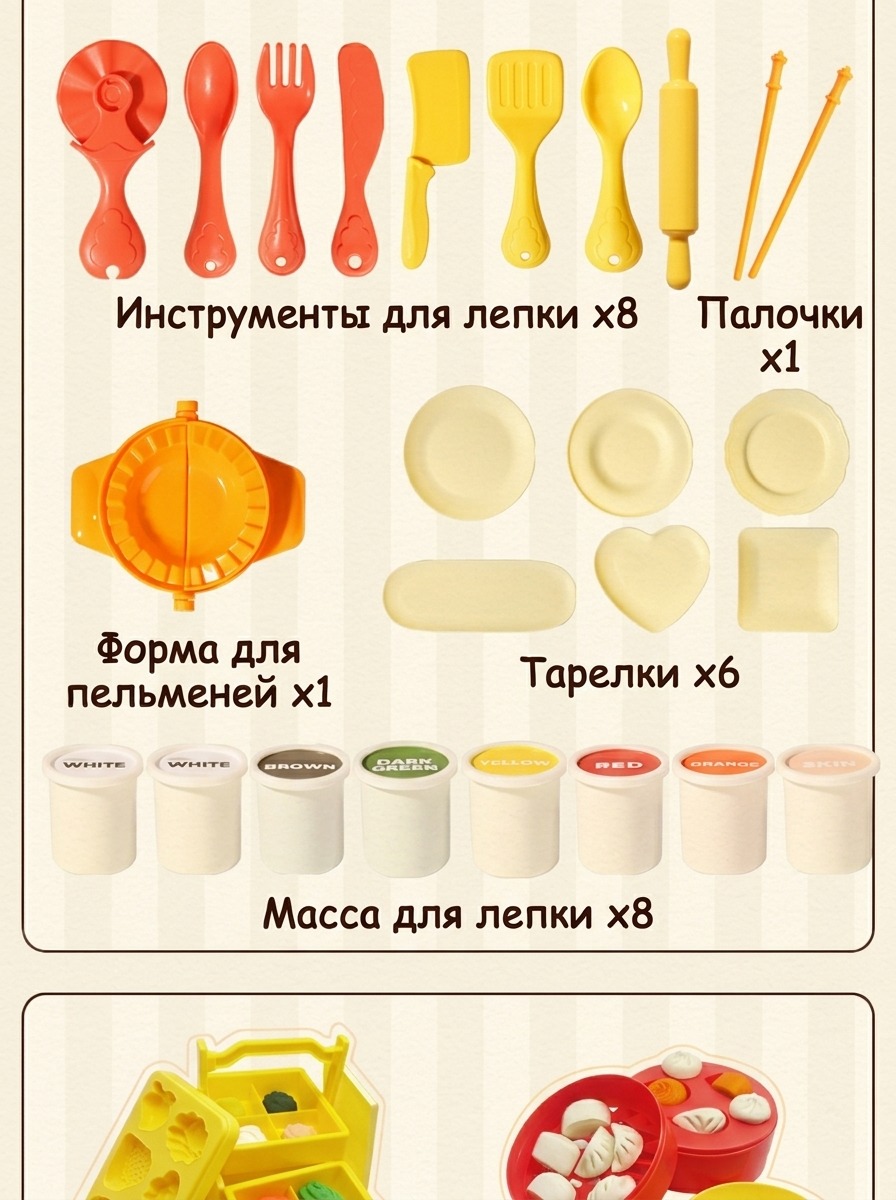 Инструменты для лепки x8
Палочки
x1
Форма для
пельменей x1
Тарелки x6
WHITE
WHITE
BROWN
DARK
GREEN
YELLOW
RED
ORANGE
SKIN
Масса для лепки x8